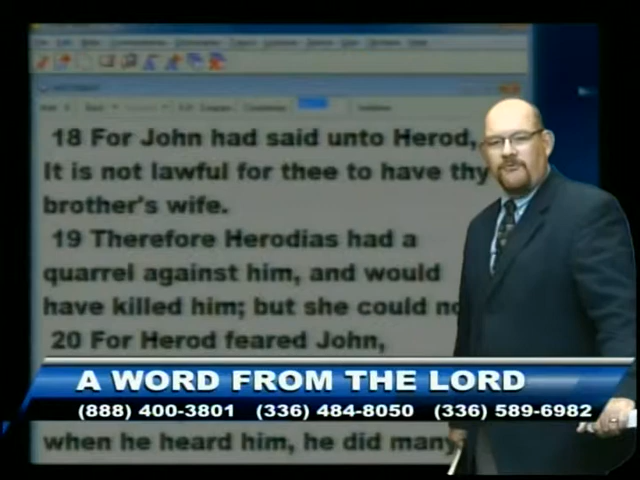 18 For John had said unto Herod,
It is not lawful for thee to have thy
brother's wife.
19 Therefore Herodias had a
quarrel against him, and would
have killed him; but she could no
20 For Herod feared John,
A WORD FROM THE LORD
(888) 400-3801 (336) 484-8050 (336) 589-6982
when he heard him, he did many